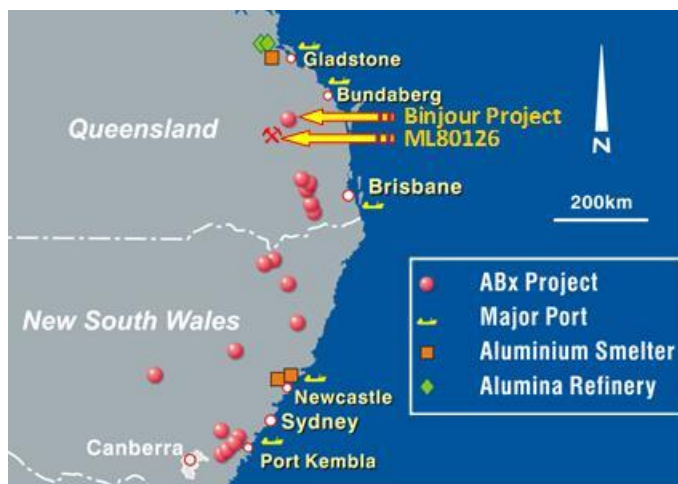 Gladstone
Bundaberg
Queensland
Binjour Project
ML80126
N
Brisbane
200km
New South Wales
ABx Project
Major Port
Aluminium Smelter
Alumina Refinery
Newcastle
Sydney
Canberra
Port Kembla